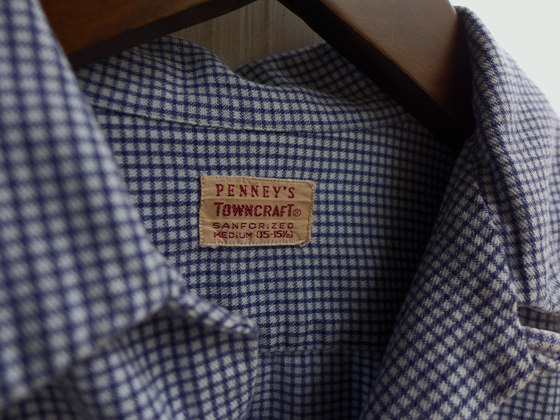 PENNEY'S
TOWNCRAFT®
SANFORIZED
MEDIUM (15-15½)